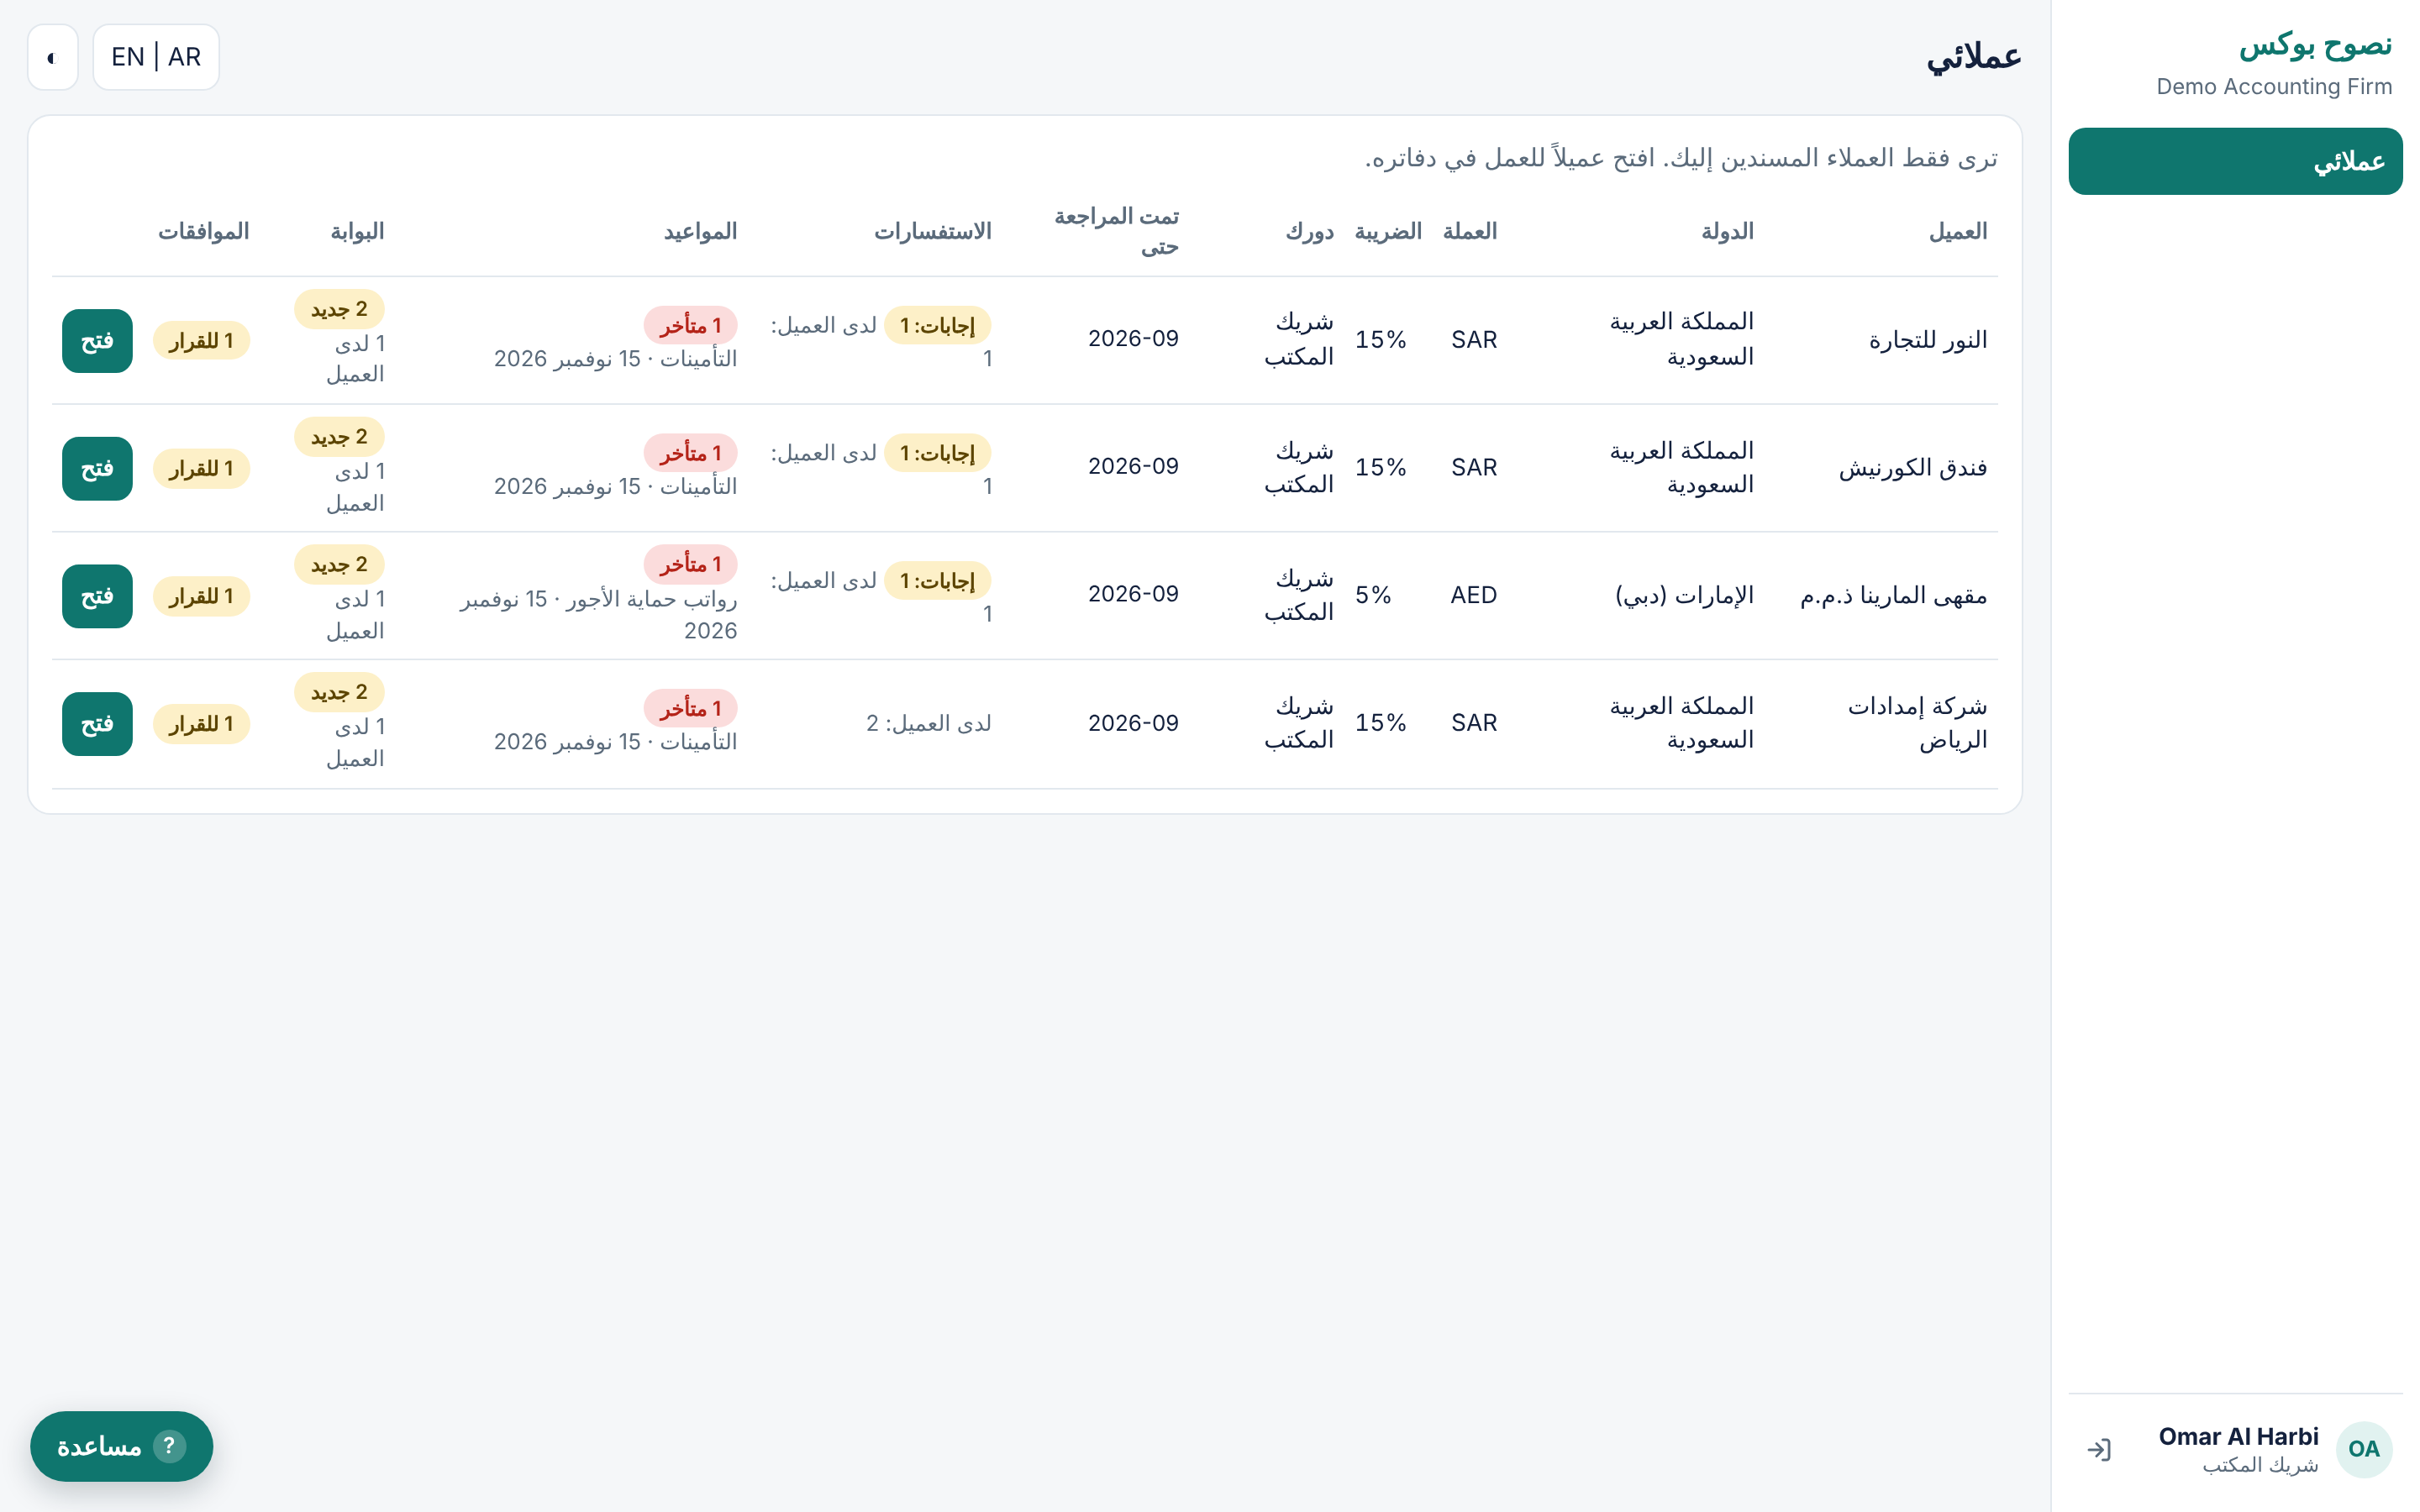 نصوح بوكس
Demo Accounting Firm
عملائي
عملائي
EN | AR
ترى فقط العملاء المسندين إليك. افتح عميلاً للعمل في دفاتره.
العميل الدولة العملة الضريبة دورك تمت المراجعة حتى الاستفسارات المواعيد البوابة الموافقات
النور للتجارة
المملكة العربية
السعودية
SAR
15%
شريك
المكتب
2026-09
إجابات: 1 لدى العميل:
1
1 متأخر
التأمينات · 15 نوفمبر 2026
2 جديد
1 لدى
العميل
1 للقرار
فتح
فندق الكورنيش
المملكة العربية
السعودية
SAR
15%
شريك
المكتب
2026-09
إجابات: 1 لدى العميل:
1
1 متأخر
التأمينات · 15 نوفمبر 2026
2 جديد
1 لدى
العميل
1 للقرار
فتح
مقهى المارينا ذ.م.م
الإمارات (دبي)
AED
5%
شريك
المكتب
2026-09
إجابات: 1 لدى العميل:
1
1 متأخر
رواتب حماية الأجور · 15 نوفمبر
2026
2 جديد
1 لدى
العميل
1 للقرار
فتح
شركة إمدادات
الرياض
المملكة العربية
السعودية
SAR
15%
شريك
المكتب
2026-09
لدى العميل: 2
1 متأخر
التأمينات · 15 نوفمبر 2026
2 جديد
1 لدى
العميل
1 للقرار
فتح
OA
Omar Al Harbi
شريك المكتب
? مساعدة